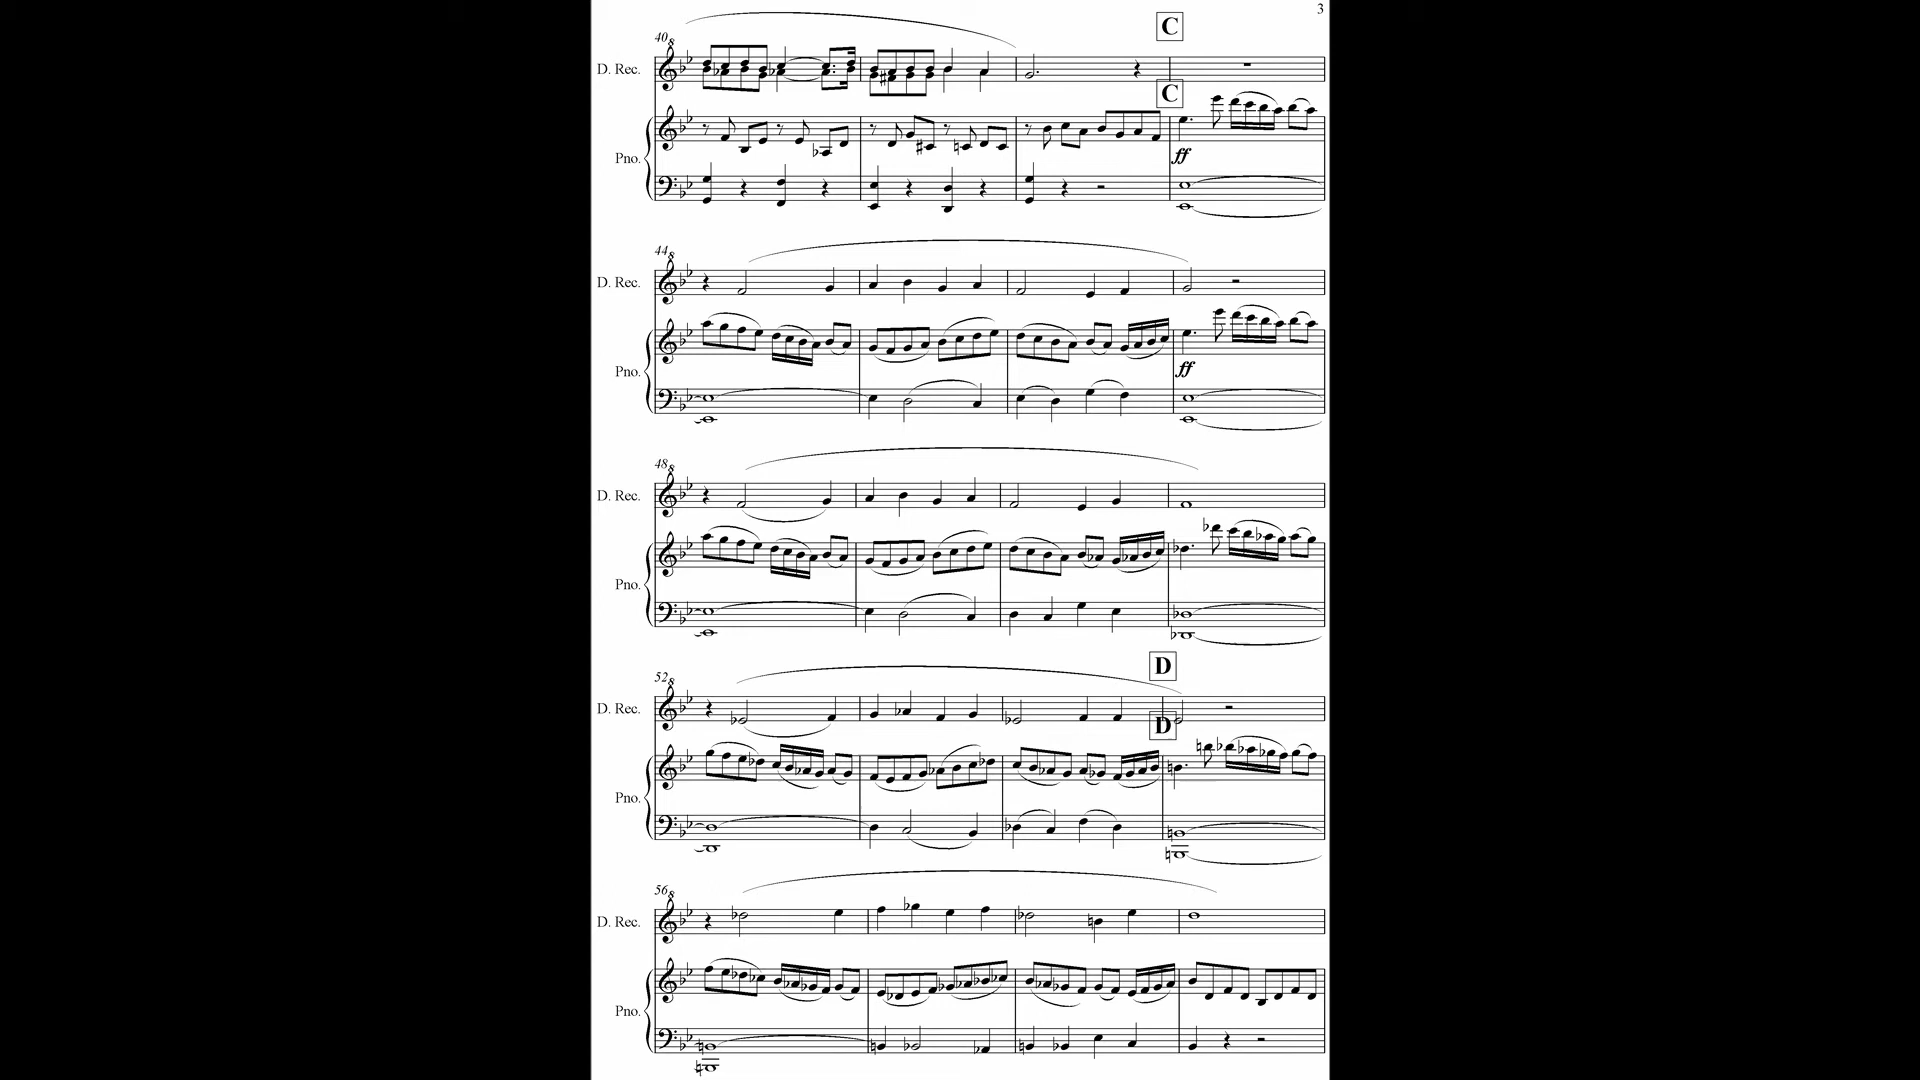 3
C
40
D. Rec.
C
Pno.
ff
44
D. Rec.
Pno.
ff
48
D. Rec.
Pno.
D
52
D. Rec.
D
Pno.
56
D. Rec.
Pno.